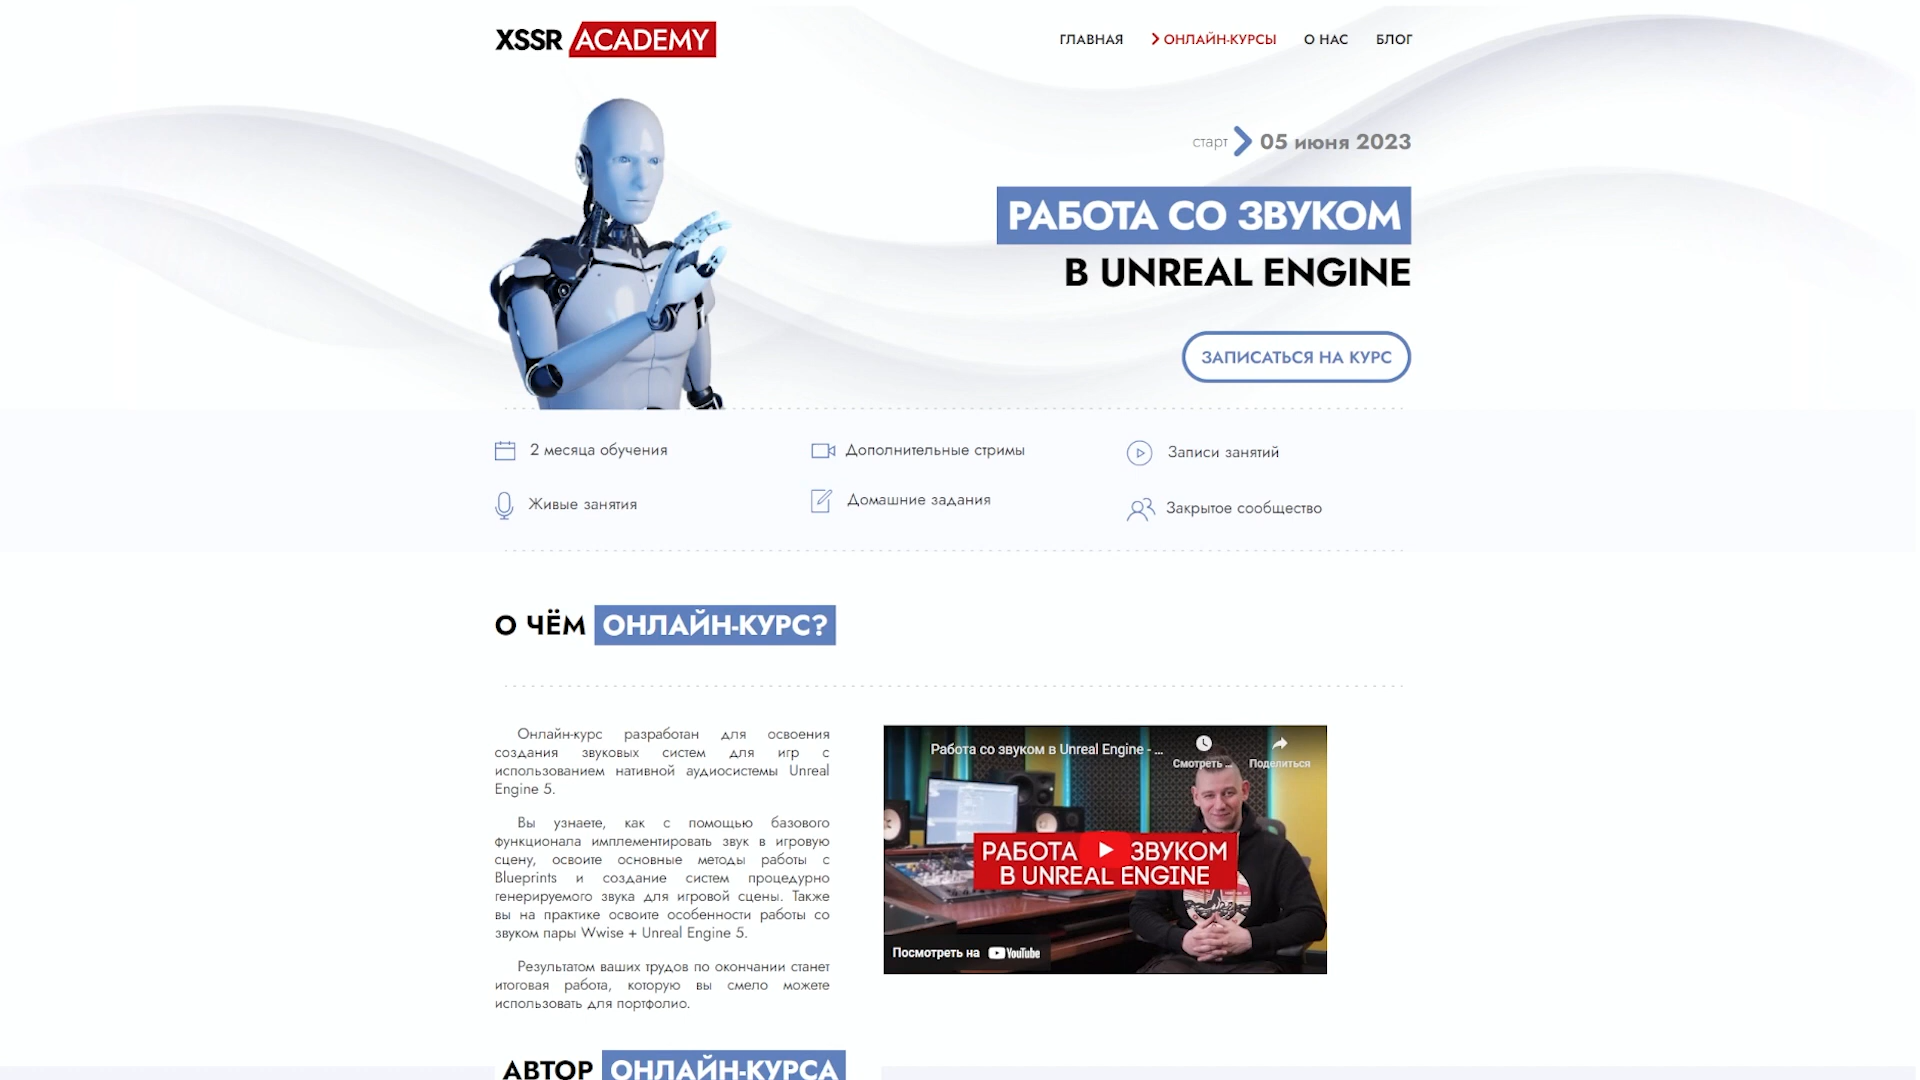 XSSR ACADEMY
ГЛАВНАЯ
ОНЛАЙН-КУРСЫ
О НАС
БЛОГ
старт 05 июня 2023
РАБОТА СО ЗВУКОМ
В UNREAL ENGINE
ЗАПИСАТЬСЯ НА КУРС
2 месяца обучения
Дополнительные стримы
Записи занятий
Живые занятия
Домашние задания
Закрытое сообщество
О ЧЁМ ОНЛАЙН-КУРС?
Онлайн-курс разработан для освоения
создания звуковых систем для игр с
использованием нативной аудиосистемы Unreal
Engine 5.
Вы узнаете, как с помощью базового
функционала имплементировать звук в игровую
сцену, освоите основные методы работы с
Blueprints и создание систем процедурно
генерируемого звука для игровой сцены. Также
вы на практике освоите особенности работы со
звуком пары Wwise + Unreal Engine 5.
Результатом ваших трудов по окончании станет
итоговая работа, которую вы смело можете
использовать для портфолио.
Работа со звуком в Unreal Engine - ...
Смотреть ...
Поделиться
РАБОТА ЗВУКОМ
В UNREAL ENGINE
Посмотреть на YouTube
АВТОР ОНЛАЙН-КУРСА